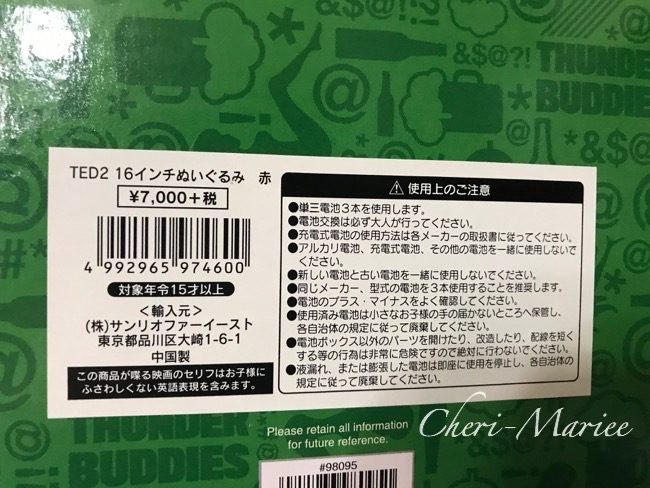 &$@?!
THUNDER
BUDDIES
TED2 16インチぬいぐるみ 赤
¥7,000+税
4 992965 974600
対象年令15才以上
<輸入元>
(株)サンリオファーイースト
東京都品川区大崎1-6-1
中国製
この商品が喋る映画のセリフはお子様に
ふさわしくない英語表現を含みます。
⚠ 使用上のご注意
●単三電池3本を使用します。
●電池交換は必ず大人が行ってください。
●充電式電池の使用方法は各メーカーの取扱書に従ってください。
●アルカリ電池、充電式電池、その他の電池を一緒に使用しないで
ください。
●新しい電池と古い電池を一緒に使用しないでください。
●同じメーカー、型式の電池を3本使用することを推奨します。
●電池のプラス・マイナスをよく確認してください。
●使用済み電池は小さなお子様の手の届かないところへ保管し、
各自治体の規定に従って廃棄してください。
●電池ボックス以外のパーツを開けたり、改造したり、配線を短く
する等の行為は非常に危険ですので絶対に行わないでください。
●液漏れ、または膨張した電池は即座に使用を停止し、各自治体の
規定に従って廃棄してください。
THUNDER
BUDDIES
Please retain all information
for future reference.
#98095
Cheri-Mariee